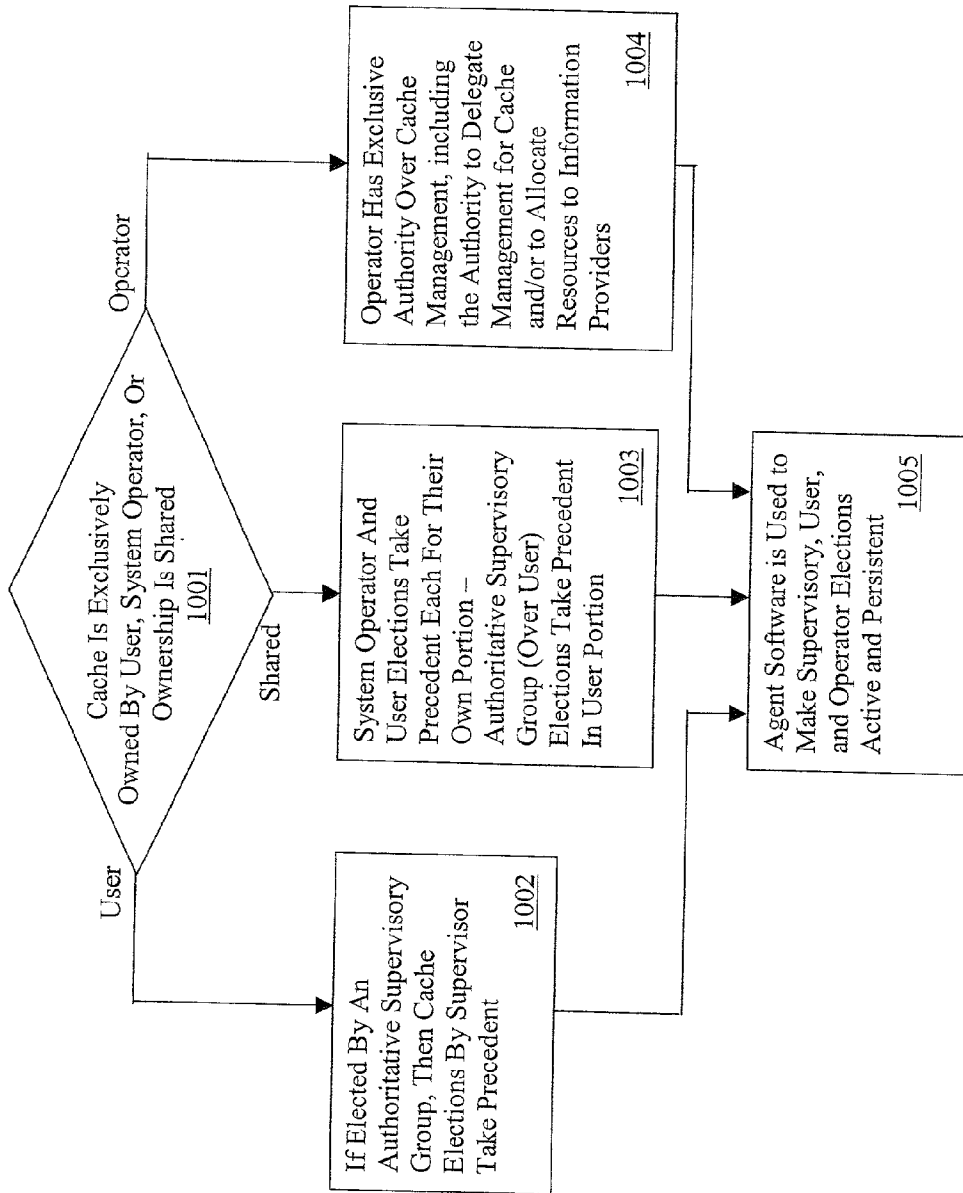 Cache Is Exclusively
Owned By User, System Operator, Or
Ownership Is Shared
1001
User
Shared
Operator
If Elected By An
Authoritative Supervisory
Group, Then Cache
Elections By Supervisor
Take Precedent
1002
System Operator And
User Elections Take
Precedent Each For Their
Own Portion –
Authoritative Supervisory
Group (Over User)
Elections Take Precedent
In User Portion
1003
Operator Has Exclusive
Authority Over Cache
Management, including
the Authority to Delegate
Management for Cache
and/or to Allocate
Resources to Information
Providers
1004
Agent Software is Used to
Make Supervisory, User,
and Operator Elections
Active and Persistent
1005